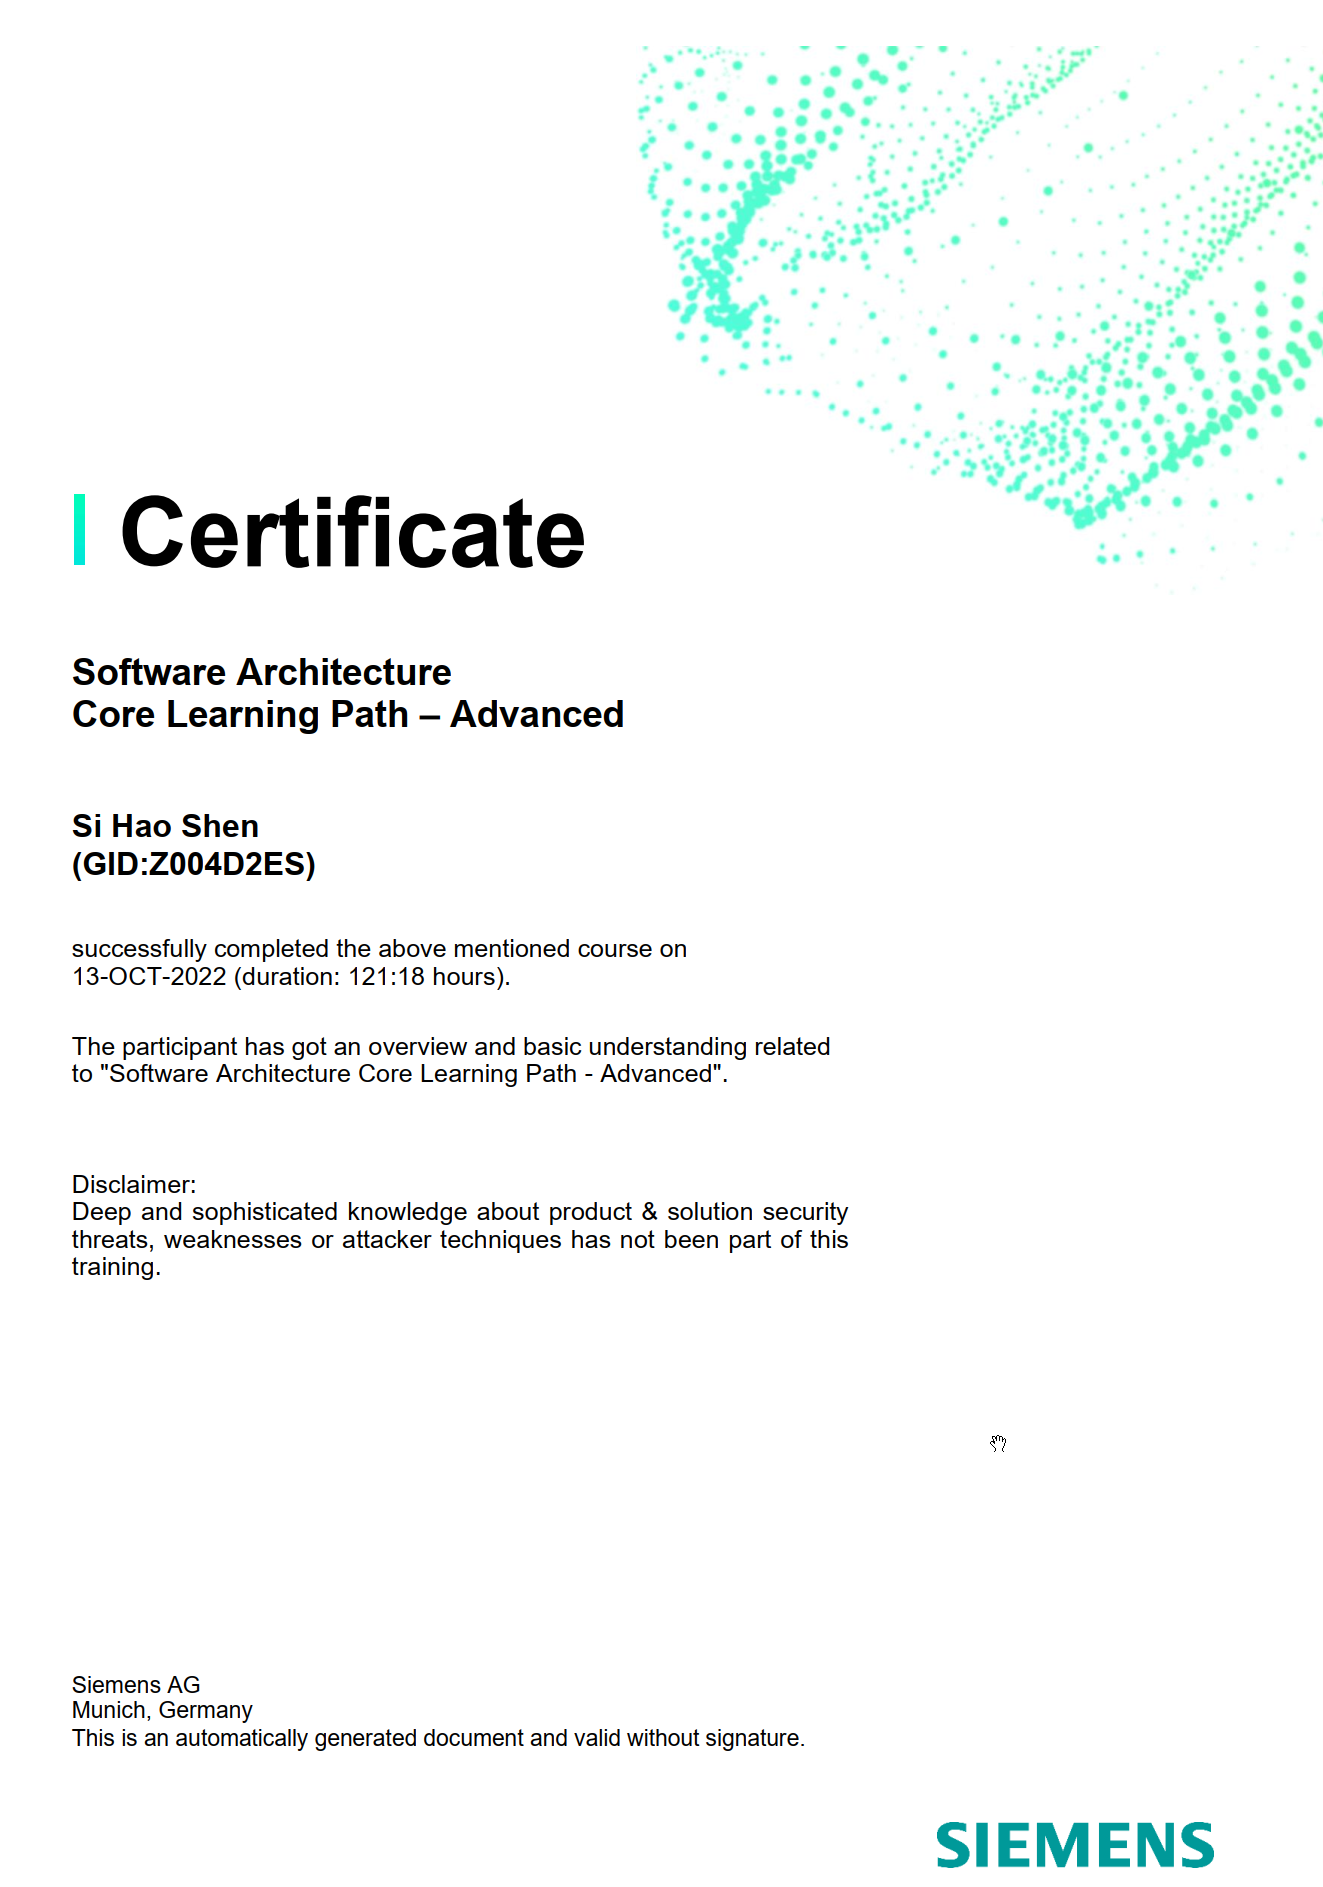 Certificate
Software Architecture
Core Learning Path – Advanced
Si Hao Shen
(GID:Z004D2ES)
successfully completed the above mentioned course on
13-OCT-2022 (duration: 121:18 hours).
The participant has got an overview and basic understanding related
to "Software Architecture Core Learning Path - Advanced".
Disclaimer:
Deep and sophisticated knowledge about product & solution security
threats, weaknesses or attacker techniques has not been part of this
training.
Siemens AG
Munich, Germany
This is an automatically generated document and valid without signature.
SIEMENS